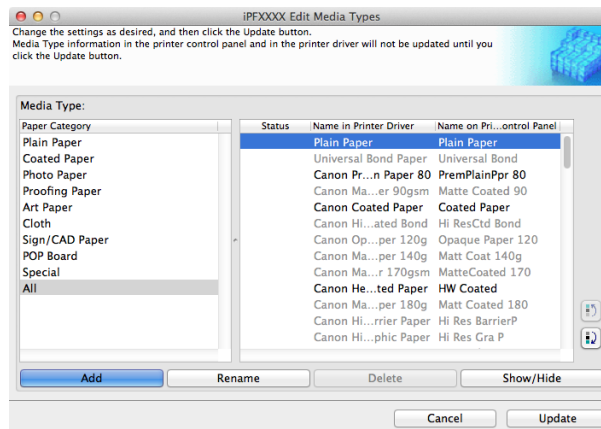 iPFXXXX Edit Media Types
Change the settings as desired, and then click the Update button.
Media Type information in the printer control panel and in the printer driver will not be updated until you
click the Update button.
Media Type:
Paper Category
Plain Paper
Coated Paper
Photo Paper
Proofing Paper
Art Paper
Cloth
Sign/CAD Paper
POP Board
Special
All
Status Name in Printer Driver Name on Pri...ontrol Panel
Plain Paper Plain Paper
Universal Bond Paper Universal Bond
Canon Pr...n Paper 80 PremPlainPpr 80
Canon Ma...er 90gsm Matte Coated 90
Canon Coated Paper Coated Paper
Canon Hi...ated Bond Hi ResCtd Bond
Canon Op...per 120g Opaque Paper 120
Canon Ma...per 140g Matt Coat 140g
Canon Ma...r 170gsm MatteCoated 170
Canon He...ted Paper HW Coated
Canon Ma...per 180g Matt Coated 180
Canon Hi...rrier Paper Hi Res BarrierP
Canon Hi...phic Paper Hi Res Gra P
Add Rename Delete Show/Hide
Cancel Update